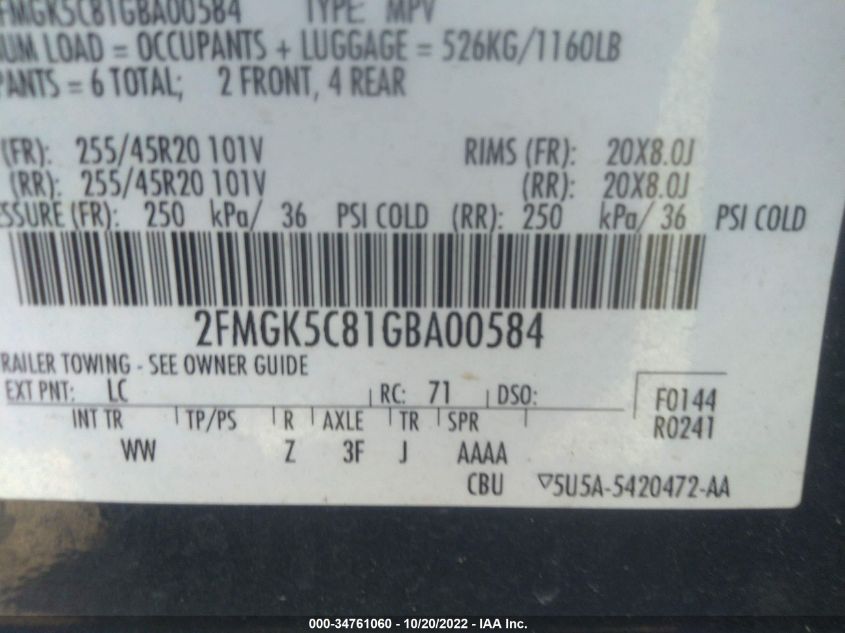 FMGK5C81GBA00584 TYPE: MPV
UM LOAD = OCCUPANTS + LUGGAGE = 526KG/1160LB
PANTS = 6 TOTAL; 2 FRONT, 4 REAR
(FR): 255/45R20 101V RIMS (FR): 20X8.0J
(RR): 255/45R20 101V (RR): 20X8.0J
ESSURE (FR): 250 kPa/ 36 PSI COLD (RR): 250 kPa/ 36 PSI COLD
2FMGK5C81GBA00584
RAILER TOWING - SEE OWNER GUIDE
EXT PNT: LC RC: 71 DSO:
F0144
INT TR TP/PS R AXLE TR SPR
R0241
WW Z 3F J AAAA
CBU ▽5U5A-5420472-AA
000-34761060 - 10/20/2022 - IAA Inc.